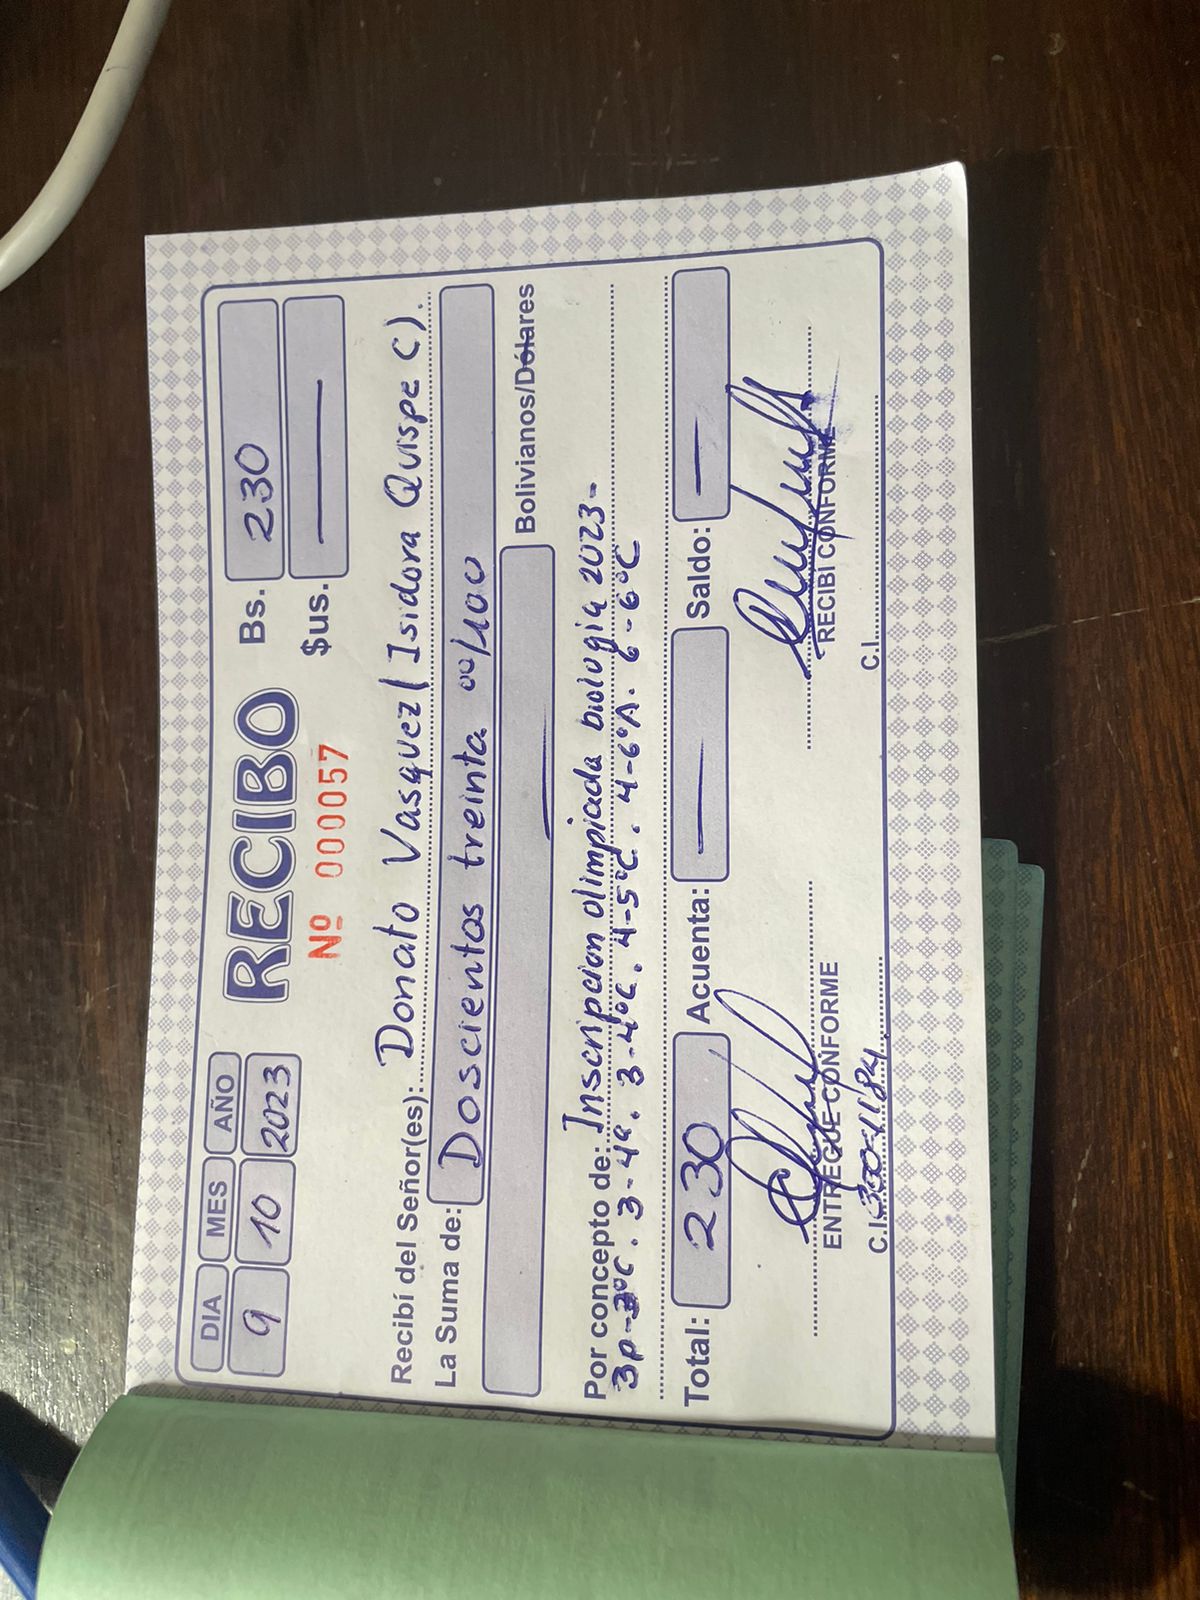 DIA MES AÑO
9 10 2023
RECIBO
Nº 000057
Bs. 230
$us. —
Recibí del Señor(es): Donato Vasquez (Isidora Quispe C).
La Suma de: Doscientos treinta 00/100
Bolivianos/Dólares
Por concepto de: Inscripcion olimpiada biologia 2023-
3p-3ºC. 3-4ª. 3-4ºC. 4-5ºC. 4-6ºA. 6-6ºC
Total: 230 Acuenta: — Saldo: —
ENTREGUE CONFORME RECIBI CONFORME
C.I. C.I.